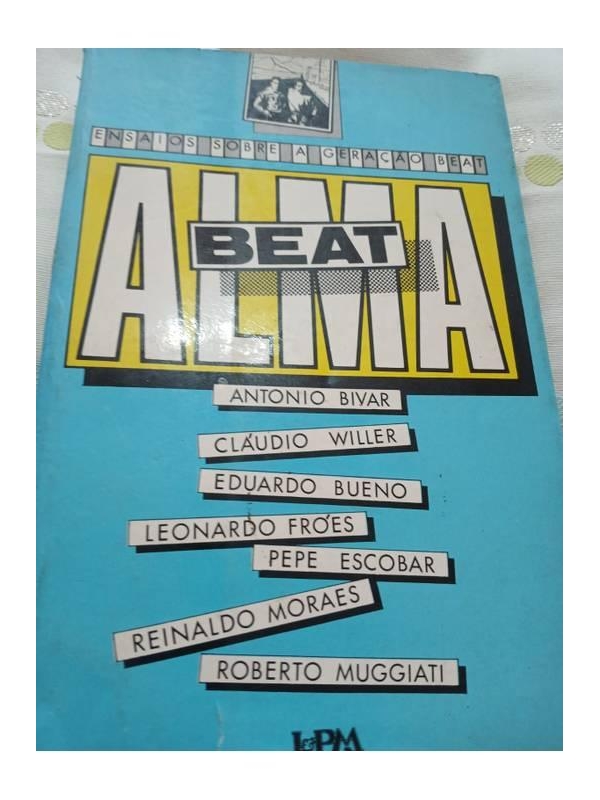 ENSAIOS SOBRE A GERAÇÃO BEAT
ALMA
BEAT
ANTONIO BIVAR
CLÁUDIO WILLER
EDUARDO BUENO
LEONARDO FRÓES
PEPE ESCOBAR
REINALDO MORAES
ROBERTO MUGGIATI
L&PM